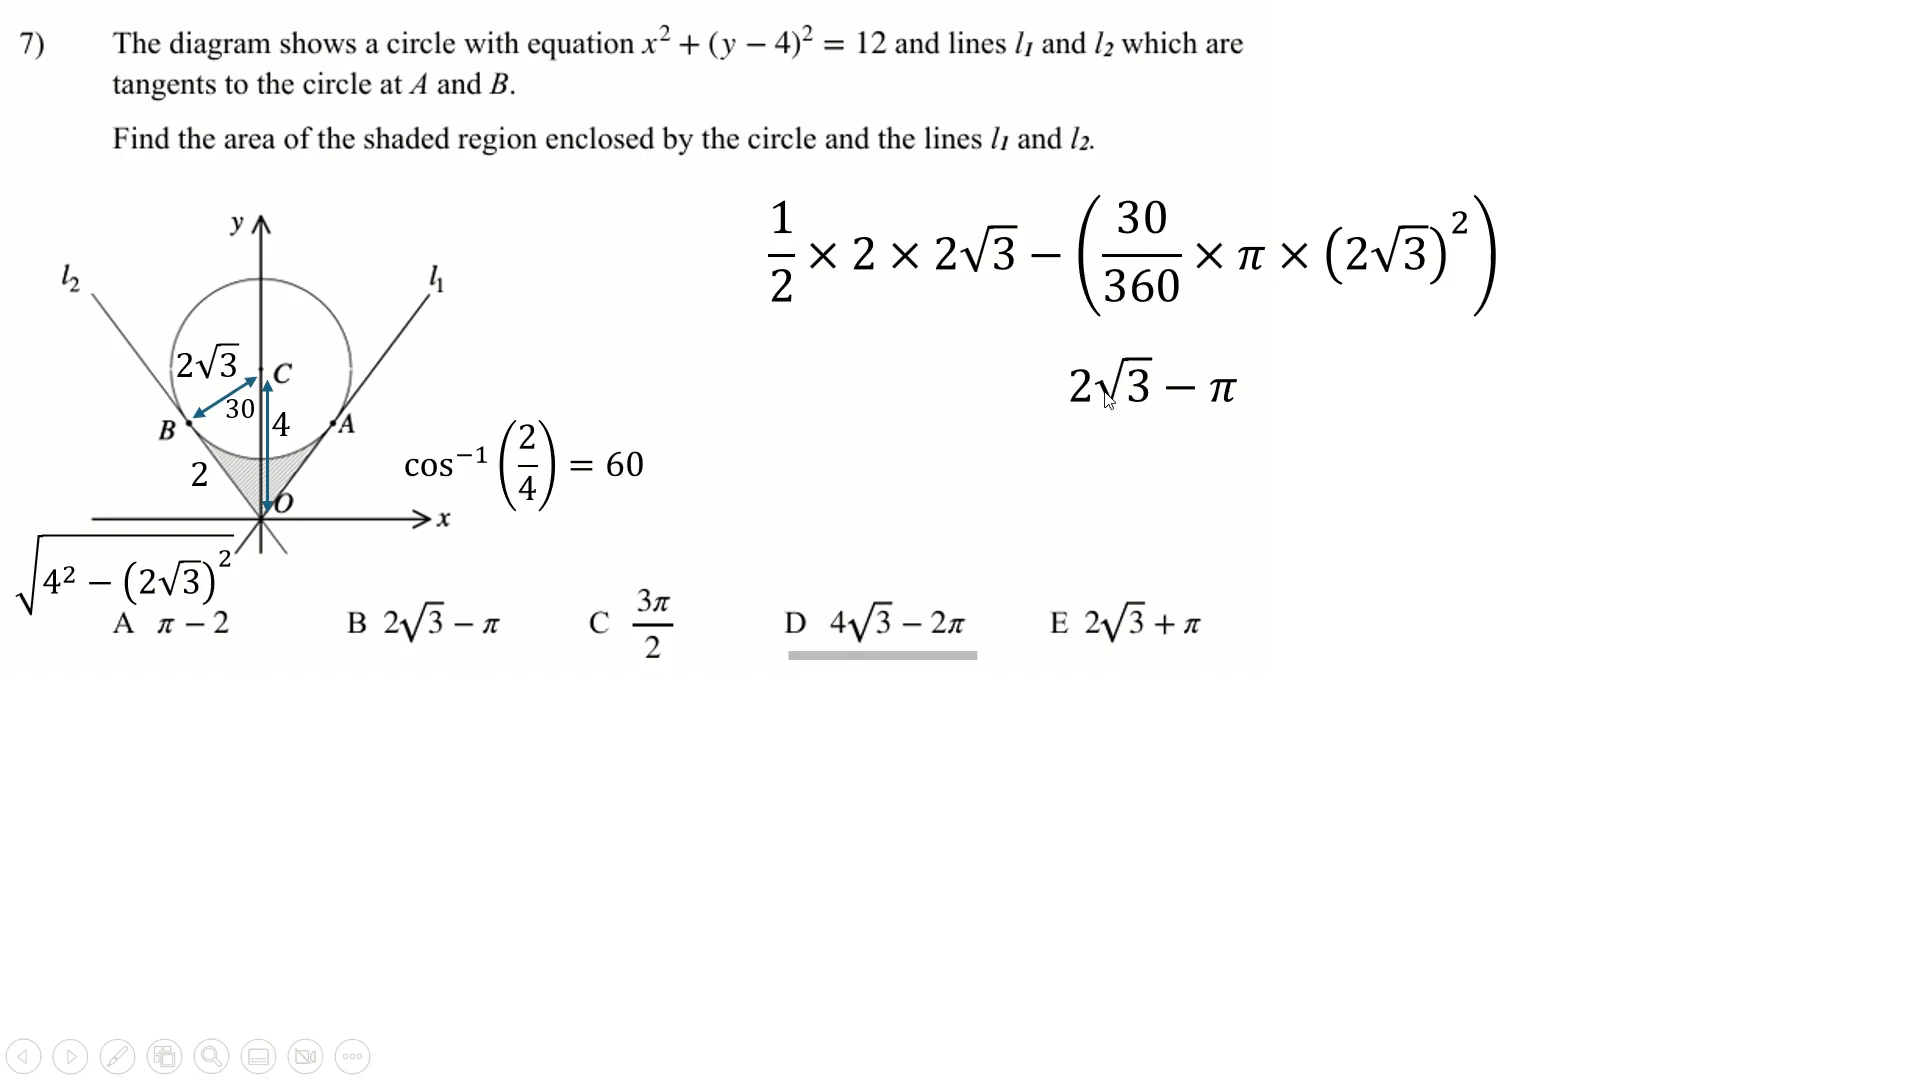 7) The diagram shows a circle with equation x² + (y − 4)² = 12 and lines l₁ and l₂ which are
tangents to the circle at A and B.
Find the area of the shaded region enclosed by the circle and the lines l₁ and l₂.
1/2 × 2 × 2√3 − (30/360 × π × (2√3)²)
2√3 − π
y
l₂
l₁
2√3
C
30
B
4
A
2
cos⁻¹(2/4) = 60
O
x
√(4² − (2√3)²)
A π − 2 B 2√3 − π C 3π/2 D 4√3 − 2π E 2√3 + π